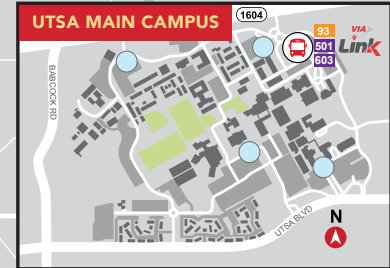 UTSA MAIN CAMPUS
1604
93
501
603
VIA
Link
BABCOCK RD
UTSA BLVD
N